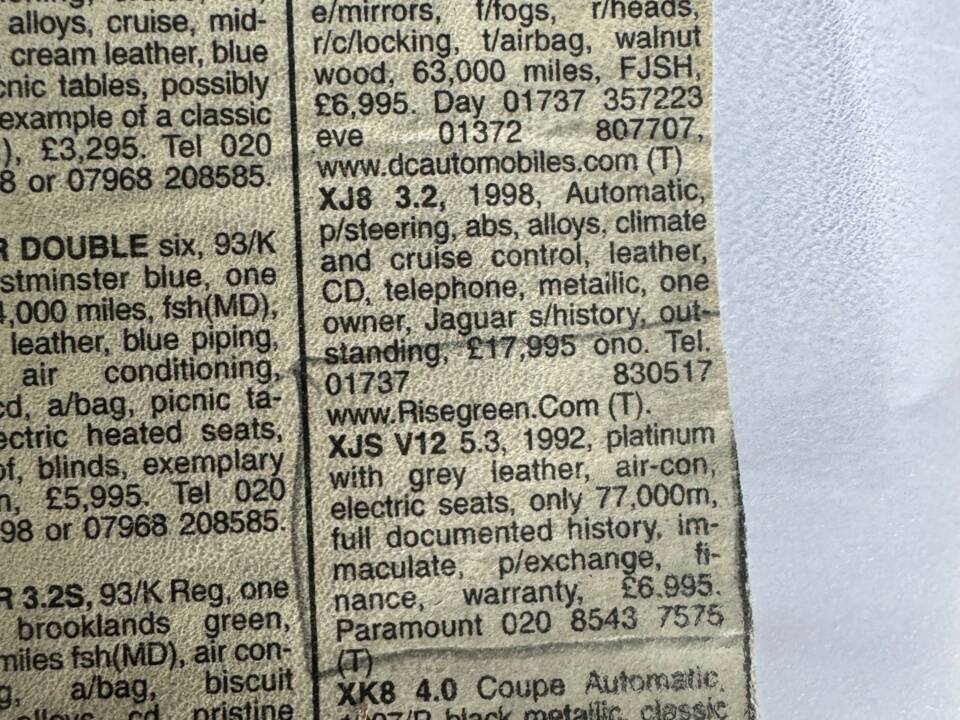 alloys, cruise, mid-
cream leather, blue
cnic tables, possibly
example of a classic
), £3,295. Tel 020
8 or 07968 208585.
R DOUBLE six, 93/K
stminster blue, one
4,000 miles, fsh(MD),
leather, blue piping,
air conditioning,
cd, a/bag, picnic ta-
ectric heated seats,
of, blinds, exemplary
n, £5,995. Tel 020
98 or 07968 208585.
R 3.2S, 93/K Reg, one
brooklands green,
miles fsh(MD), air con-
g, a/bag, biscuit
alloys, cd, pristine
e/mirrors, f/fogs, r/heads,
r/c/locking, t/airbag, walnut
wood, 63,000 miles, FJSH,
£6,995. Day 01737 357223
eve 01372 807707,
www.dcautomobiles.com (T)
XJ8 3.2, 1998, Automatic,
p/steering, abs, alloys, climate
and cruise control, leather,
CD, telephone, metailic, one
owner, Jaguar s/history, out-
standing, £17,995 ono. Tel.
01737 830517
www.Risegreen.Com (T).
XJS V12 5.3, 1992, platinum
with grey leather, air-con,
electric seats, only 77,000m,
full documented history, im-
maculate, p/exchange, fi-
nance, warranty, £6.995.
Paramount 020 8543 7575
(T)
XK8 4.0 Coupe Automatic,
black metallic, classic